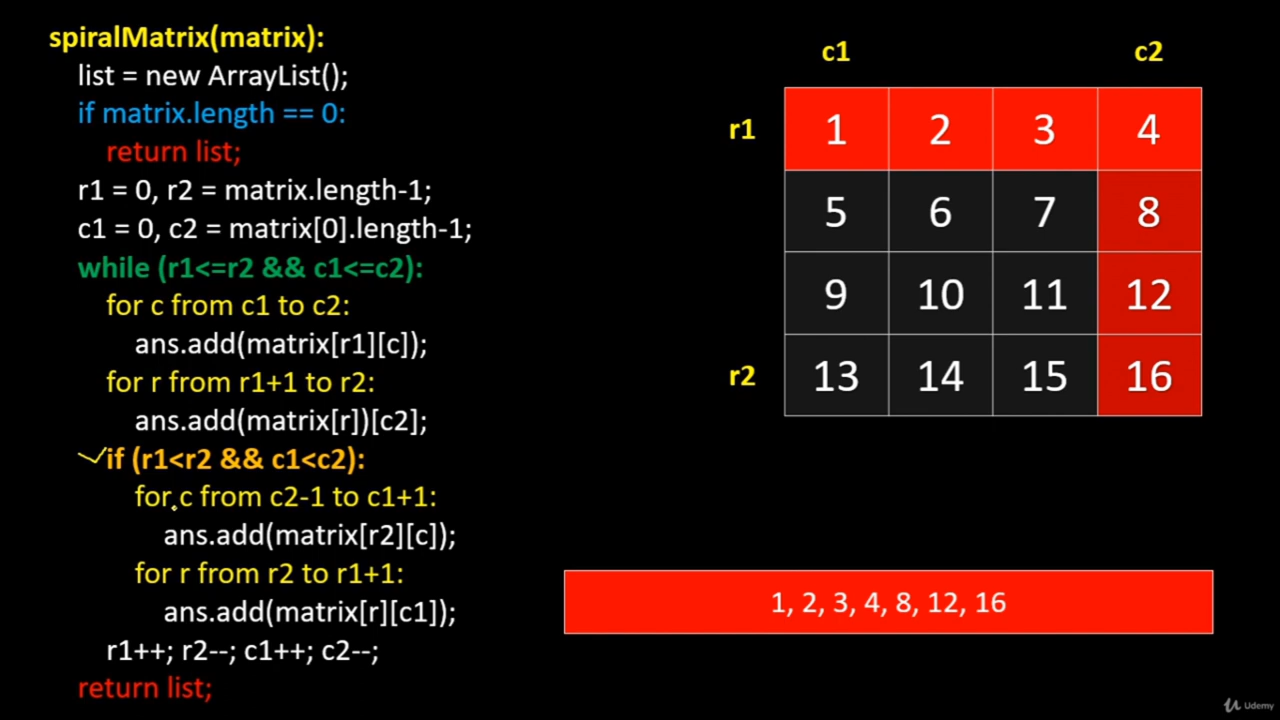 spiralMatrix(matrix):
list = new ArrayList();
if matrix.length == 0:
return list;
r1 = 0, r2 = matrix.length-1;
c1 = 0, c2 = matrix[0].length-1;
while (r1<=r2 && c1<=c2):
for c from c1 to c2:
ans.add(matrix[r1][c]);
for r from r1+1 to r2:
ans.add(matrix[r])[c2];
if (r1<r2 && c1<c2):
for c from c2-1 to c1+1:
ans.add(matrix[r2][c]);
for r from r2 to r1+1:
ans.add(matrix[r][c1]);
r1++; r2--; c1++; c2--;
return list;
c1 c2
r1 1 2 3 4
5 6 7 8
9 10 11 12
r2 13 14 15 16
1, 2, 3, 4, 8, 12, 16
Udemy